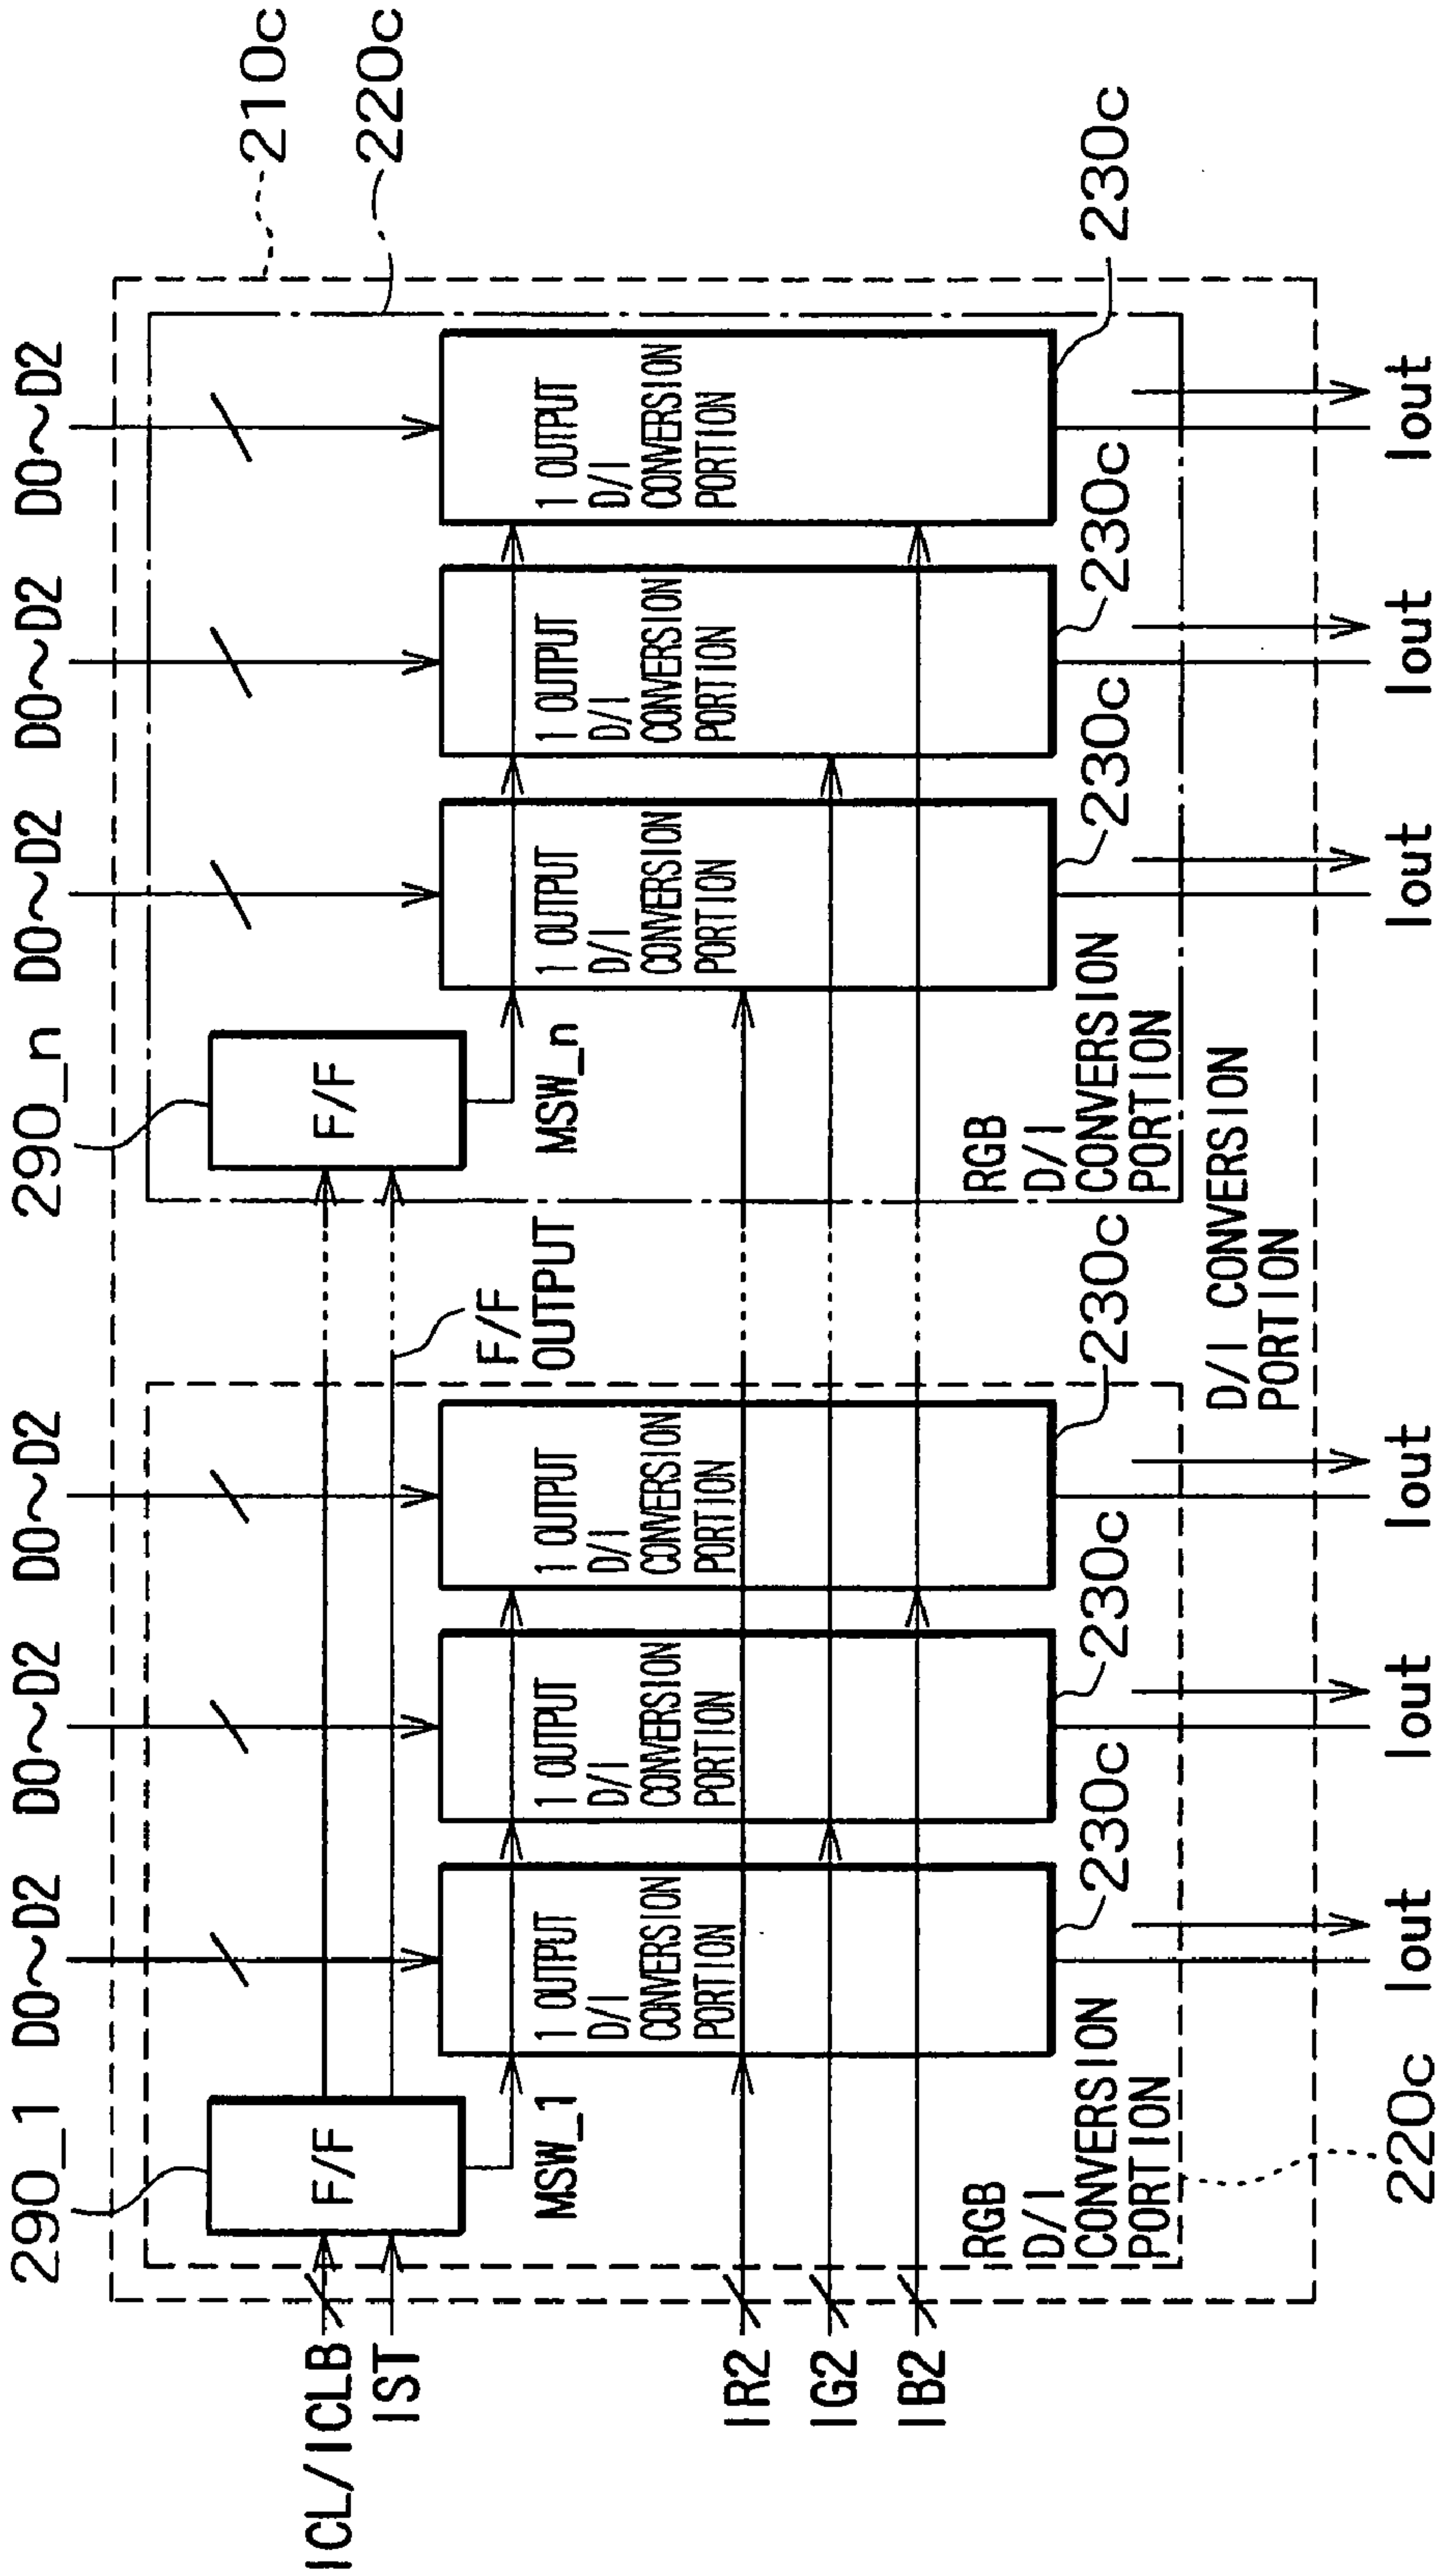 210c
220c
290_1
D0~D2
D0~D2
D0~D2
290_n
D0~D2
D0~D2
D0~D2
ICL/ICLB
IST
F/F
F/F
F/F
OUTPUT
MSW_1
MSW_n
1 OUTPUT
D/I
CONVERSION
PORTION
1 OUTPUT
D/I
CONVERSION
PORTION
1 OUTPUT
D/I
CONVERSION
PORTION
1 OUTPUT
D/I
CONVERSION
PORTION
1 OUTPUT
D/I
CONVERSION
PORTION
1 OUTPUT
D/I
CONVERSION
PORTION
IR2
IG2
IB2
RGB
D/I
CONVERSION
PORTION
230c
230c
230c
RGB
D/I
CONVERSION
PORTION
230c
230c
230c
D/I CONVERSION
PORTION
220c
Iout
Iout
Iout
Iout
Iout
Iout